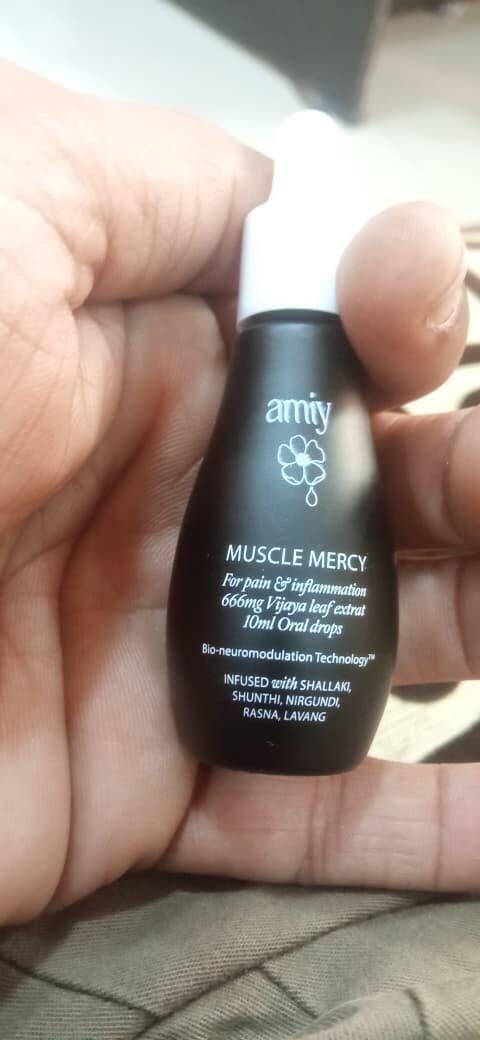 amiy
MUSCLE MERCY
For pain & inflammation
666mg Vijaya leaf extrat
10ml Oral drops
Bio-neuromodulation Technology™
INFUSED with SHALLAKI,
SHUNTHI, NIRGUNDI,
RASNA, LAVANG